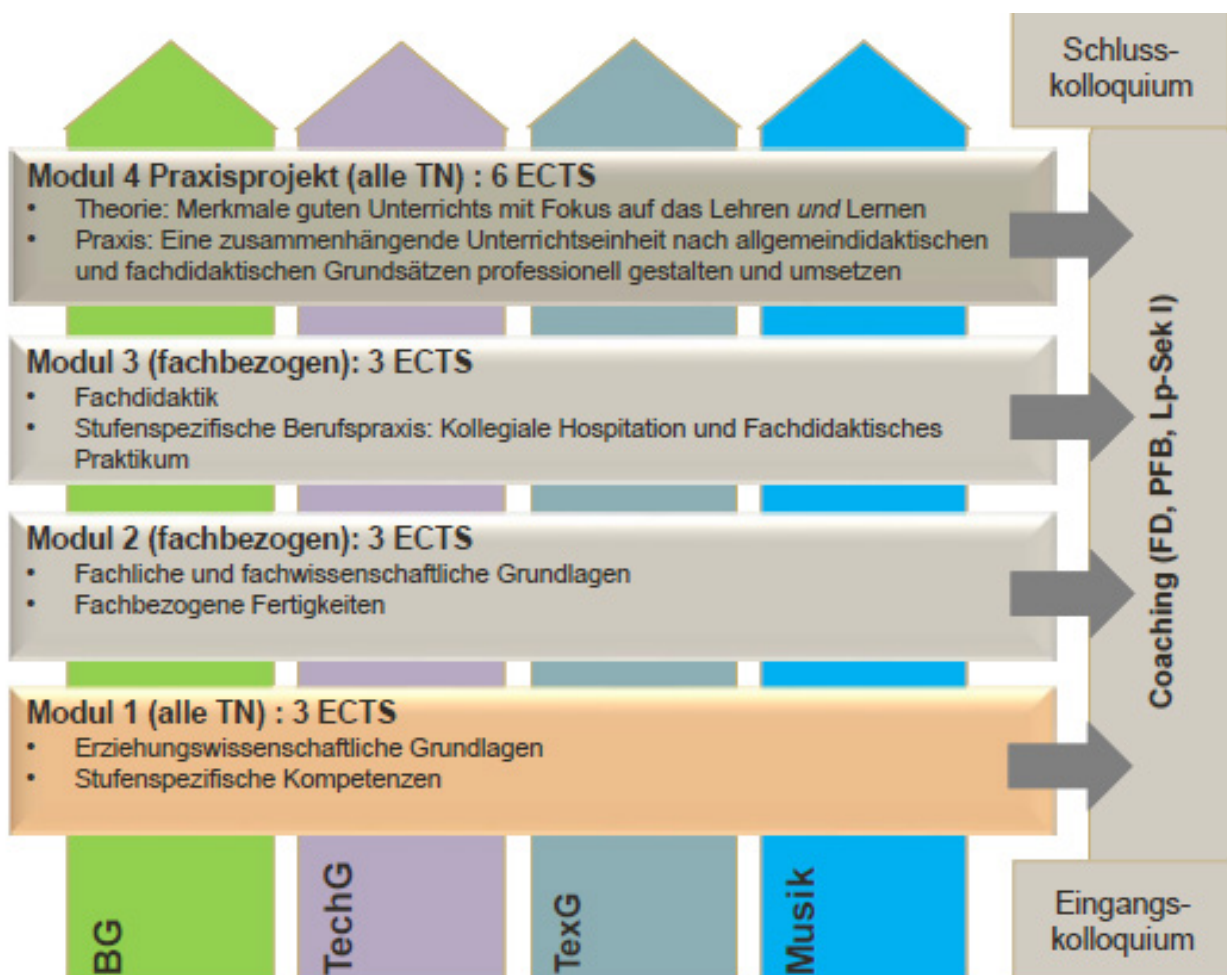 Schluss-
kolloquium
Modul 4 Praxisprojekt (alle TN) : 6 ECTS
• Theorie: Merkmale guten Unterrichts mit Fokus auf das Lehren und Lernen
• Praxis: Eine zusammenhängende Unterrichtseinheit nach allgemeindidaktischen
und fachdidaktischen Grundsätzen professionell gestalten und umsetzen
Modul 3 (fachbezogen): 3 ECTS
• Fachdidaktik
• Stufenspezifische Berufspraxis: Kollegiale Hospitation und Fachdidaktisches
Praktikum
Modul 2 (fachbezogen): 3 ECTS
• Fachliche und fachwissenschaftliche Grundlagen
• Fachbezogene Fertigkeiten
Modul 1 (alle TN) : 3 ECTS
• Erziehungswissenschaftliche Grundlagen
• Stufenspezifische Kompetenzen
Coaching (FD, PFB, Lp-Sek I)
BG
TechG
TexG
Musik
Eingangs-
kolloquium